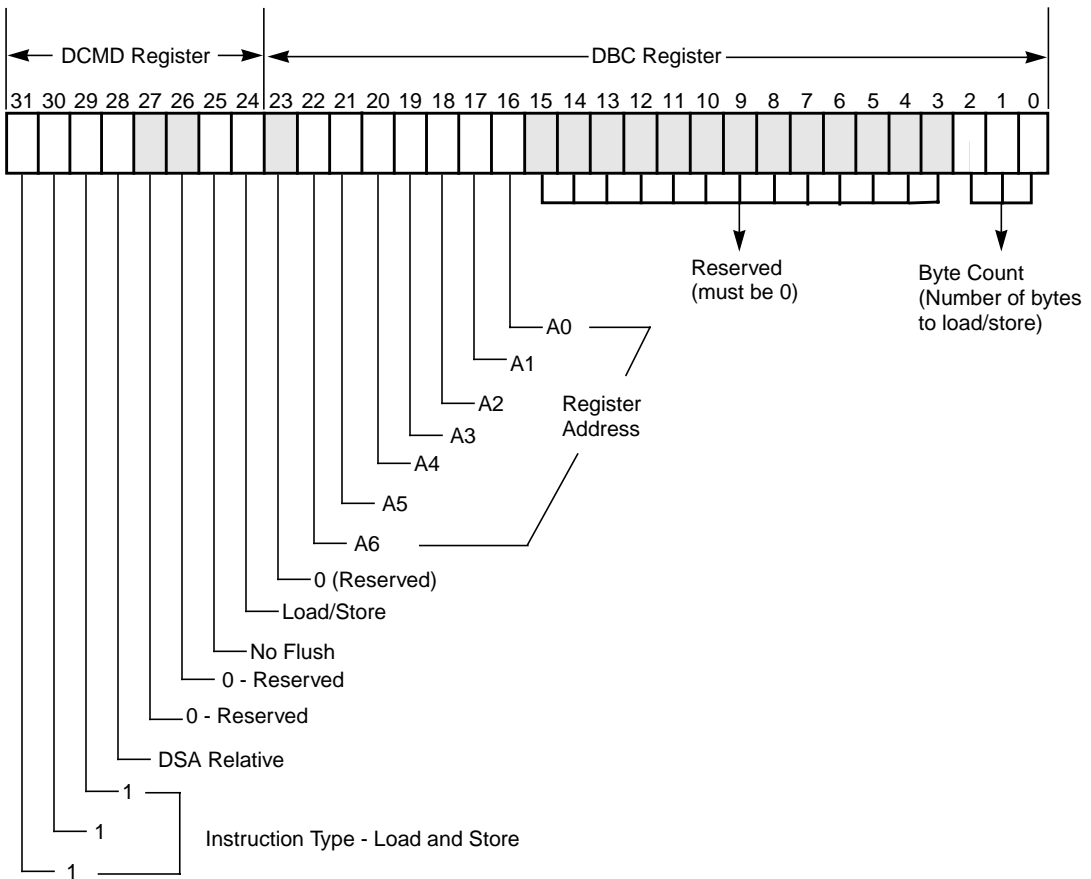 DCMD Register
DBC Register
31 30 29 28 27 26 25 24 23 22 21 20 19 18 17 16 15 14 13 12 11 10 9 8 7 6 5 4 3 2 1 0
Reserved
(must be 0)
Byte Count
(Number of bytes
to load/store)
A0
A1
A2
A3
A4
A5
A6
Register
Address
0 (Reserved)
Load/Store
No Flush
0 - Reserved
0 - Reserved
DSA Relative
1
1
1
Instruction Type - Load and Store